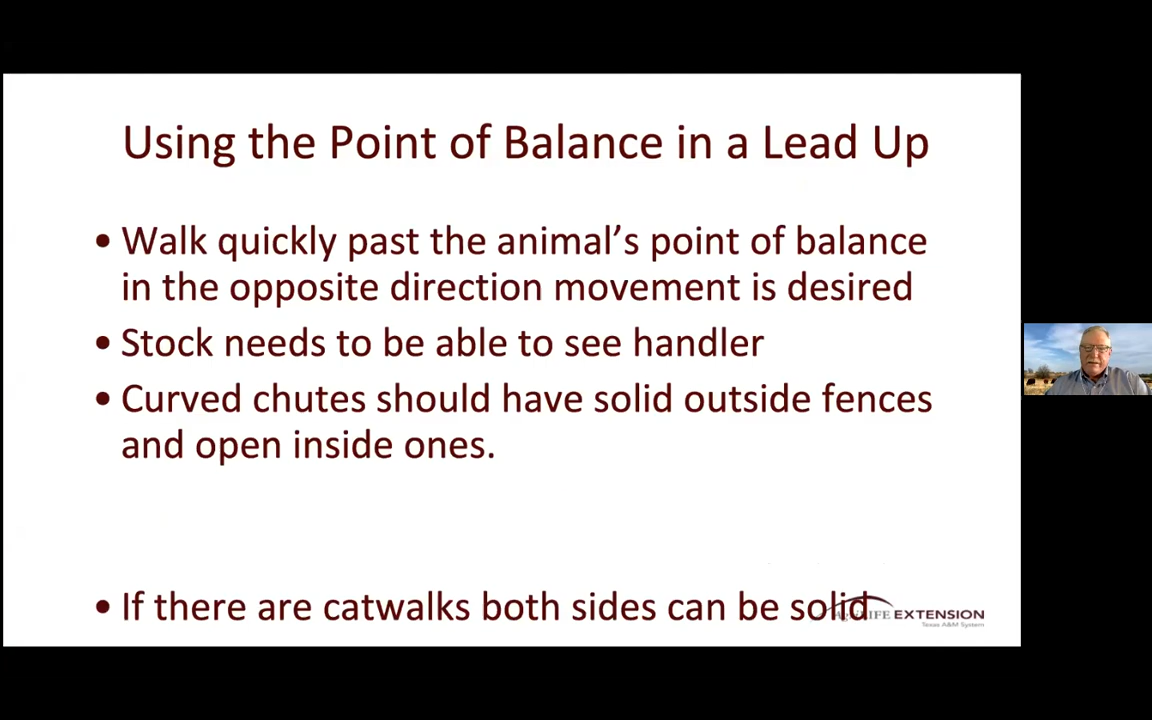 Using the Point of Balance in a Lead Up
• Walk quickly past the animal’s point of balance
in the opposite direction movement is desired
• Stock needs to be able to see handler
• Curved chutes should have solid outside fences
and open inside ones.
• If there are catwalks both sides can be solid
EXTENSION
Texas A&M System